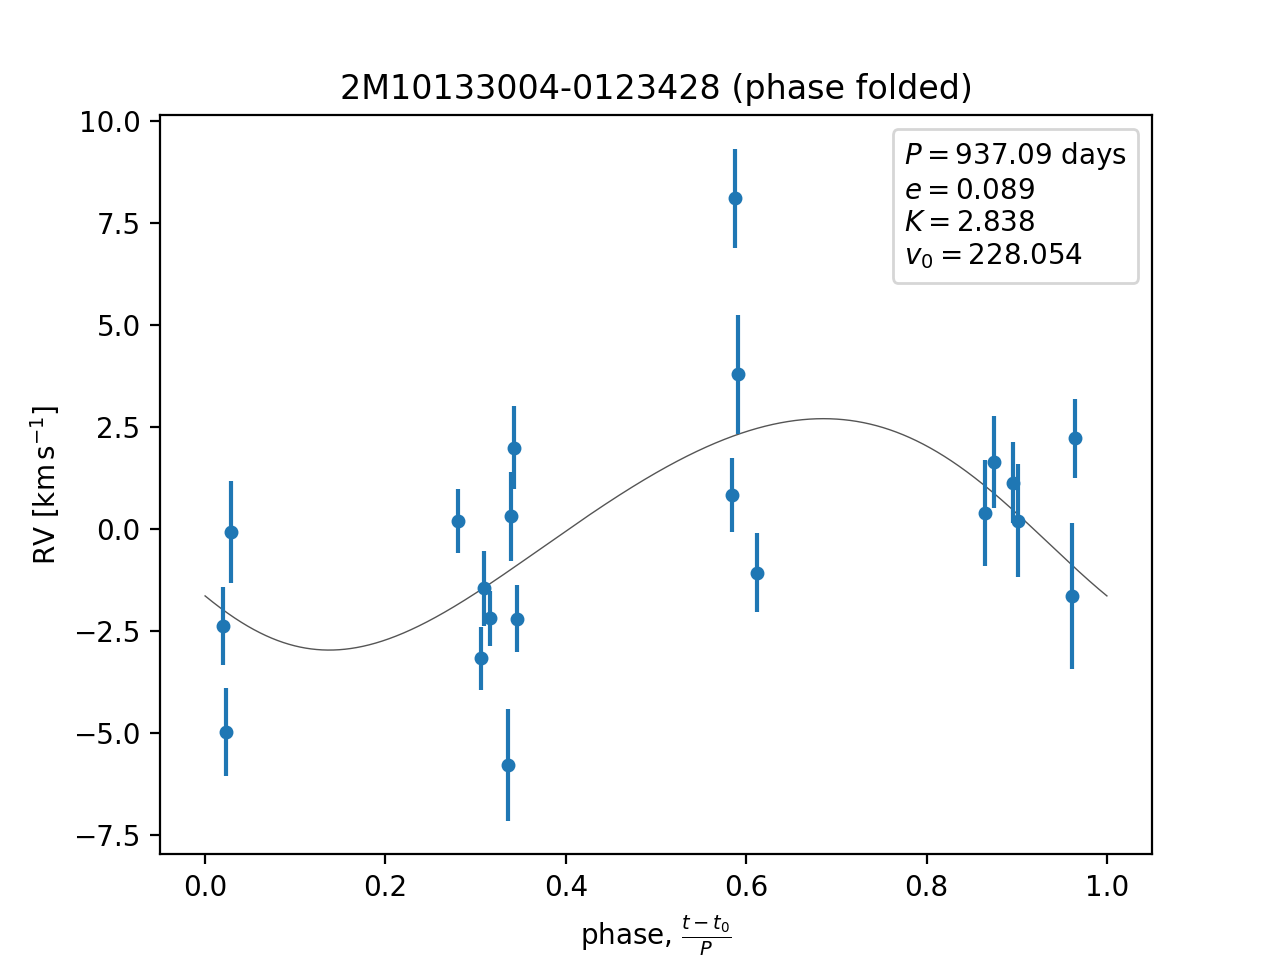 2M10133004-0123428 (phase folded)
10.0
7.5
5.0
2.5
0.0
−2.5
−5.0
−7.5
RV [km s⁻¹]
P = 937.09 days
e = 0.089
K = 2.838
v₀ = 228.054
0.0 0.2 0.4 0.6 0.8 1.0
phase, (t − t₀)/P